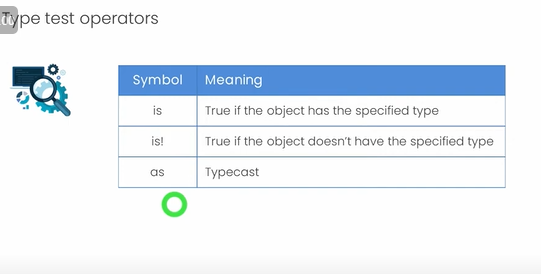 Type test operators
Symbol Meaning
is True if the object has the specified type
is! True if the object doesn't have the specified type
as Typecast